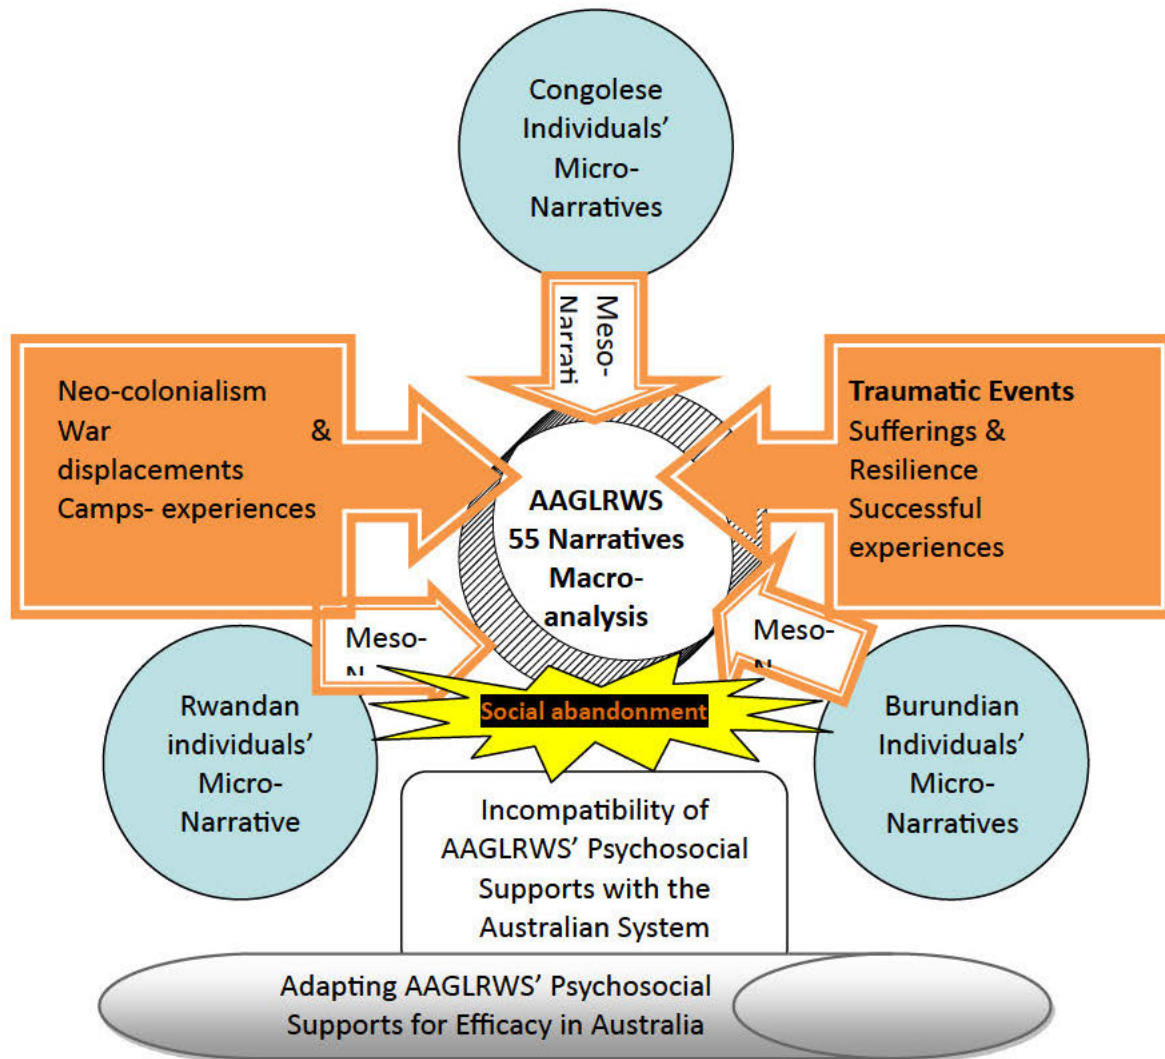 Congolese
Individuals'
Micro-
Narratives
Meso-
Narrati
Neo-colonialism
War &
displacements
Camps- experiences
Traumatic Events
Sufferings &
Resilience
Successful
experiences
AAGLRWS
55 Narratives
Macro-
analysis
Meso-
Meso-
Social abandonment
Rwandan
individuals'
Micro-
Narrative
Burundian
Individuals'
Micro-
Narratives
Incompatibility of
AAGLRWS' Psychosocial
Supports with the
Australian System
Adapting AAGLRWS' Psychosocial
Supports for Efficacy in Australia